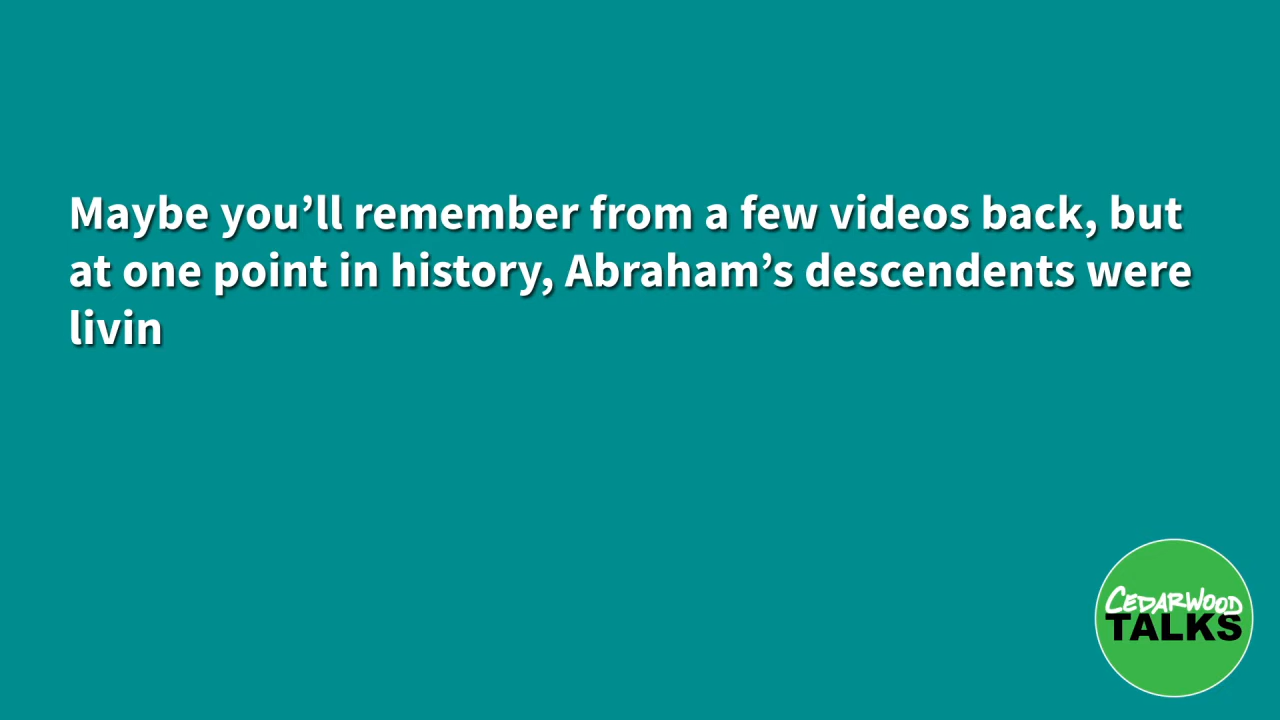 Maybe you’ll remember from a few videos back, but
at one point in history, Abraham’s descendents were
livin
CEDARWOOD
TALKS